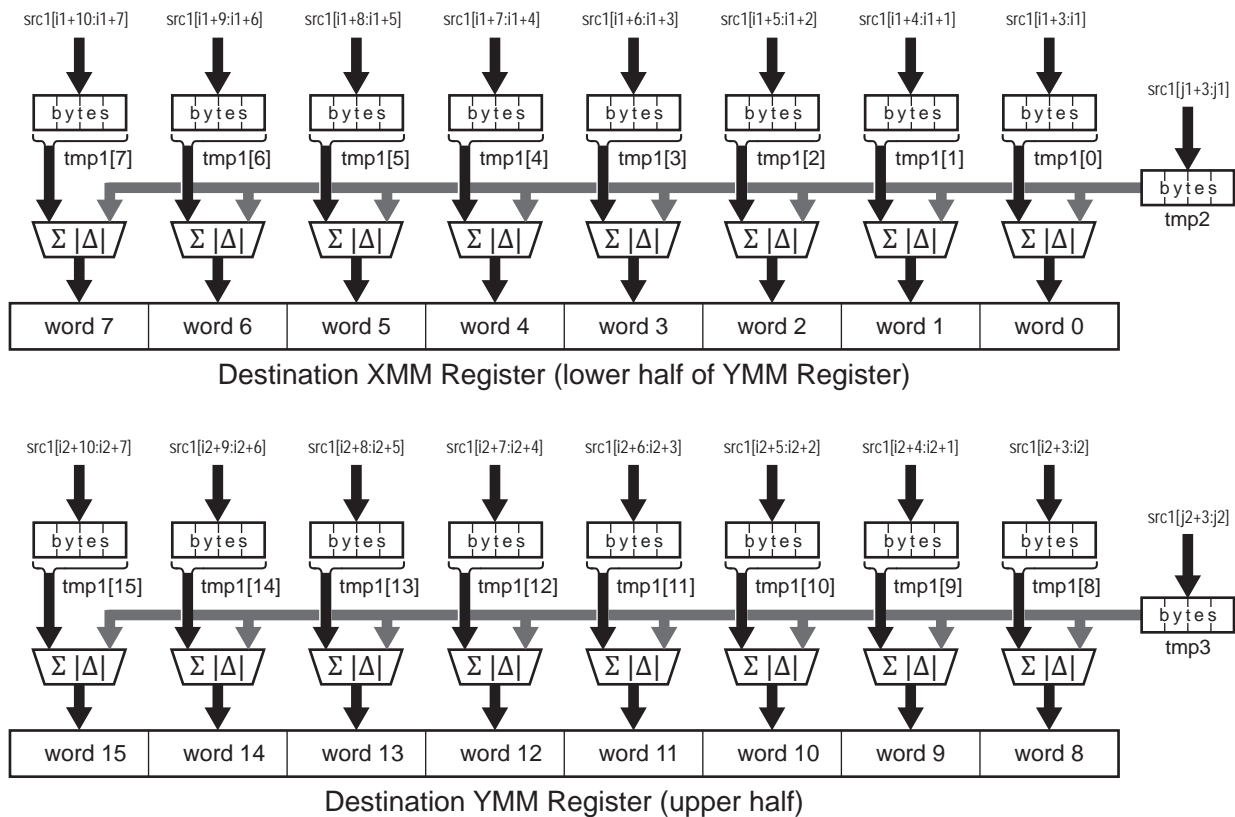 src1[i1+10:i1+7] src1[i1+9:i1+6] src1[i1+8:i1+5] src1[i1+7:i1+4] src1[i1+6:i1+3] src1[i1+5:i1+2] src1[i1+4:i1+1] src1[i1+3:i1]
src1[j1+3:j1]
bytes bytes bytes bytes bytes bytes bytes bytes
tmp1[7] tmp1[6] tmp1[5] tmp1[4] tmp1[3] tmp1[2] tmp1[1] tmp1[0]
bytes
tmp2
Σ |Δ| Σ |Δ| Σ |Δ| Σ |Δ| Σ |Δ| Σ |Δ| Σ |Δ| Σ |Δ|
word 7 word 6 word 5 word 4 word 3 word 2 word 1 word 0
Destination XMM Register (lower half of YMM Register)
src1[i2+10:i2+7] src1[i2+9:i2+6] src1[i2+8:i2+5] src1[i2+7:i2+4] src1[i2+6:i2+3] src1[i2+5:i2+2] src1[i2+4:i2+1] src1[i2+3:i2]
src1[j2+3:j2]
bytes bytes bytes bytes bytes bytes bytes bytes
tmp1[15] tmp1[14] tmp1[13] tmp1[12] tmp1[11] tmp1[10] tmp1[9] tmp1[8]
bytes
tmp3
Σ |Δ| Σ |Δ| Σ |Δ| Σ |Δ| Σ |Δ| Σ |Δ| Σ |Δ| Σ |Δ|
word 15 word 14 word 13 word 12 word 11 word 10 word 9 word 8
Destination YMM Register (upper half)